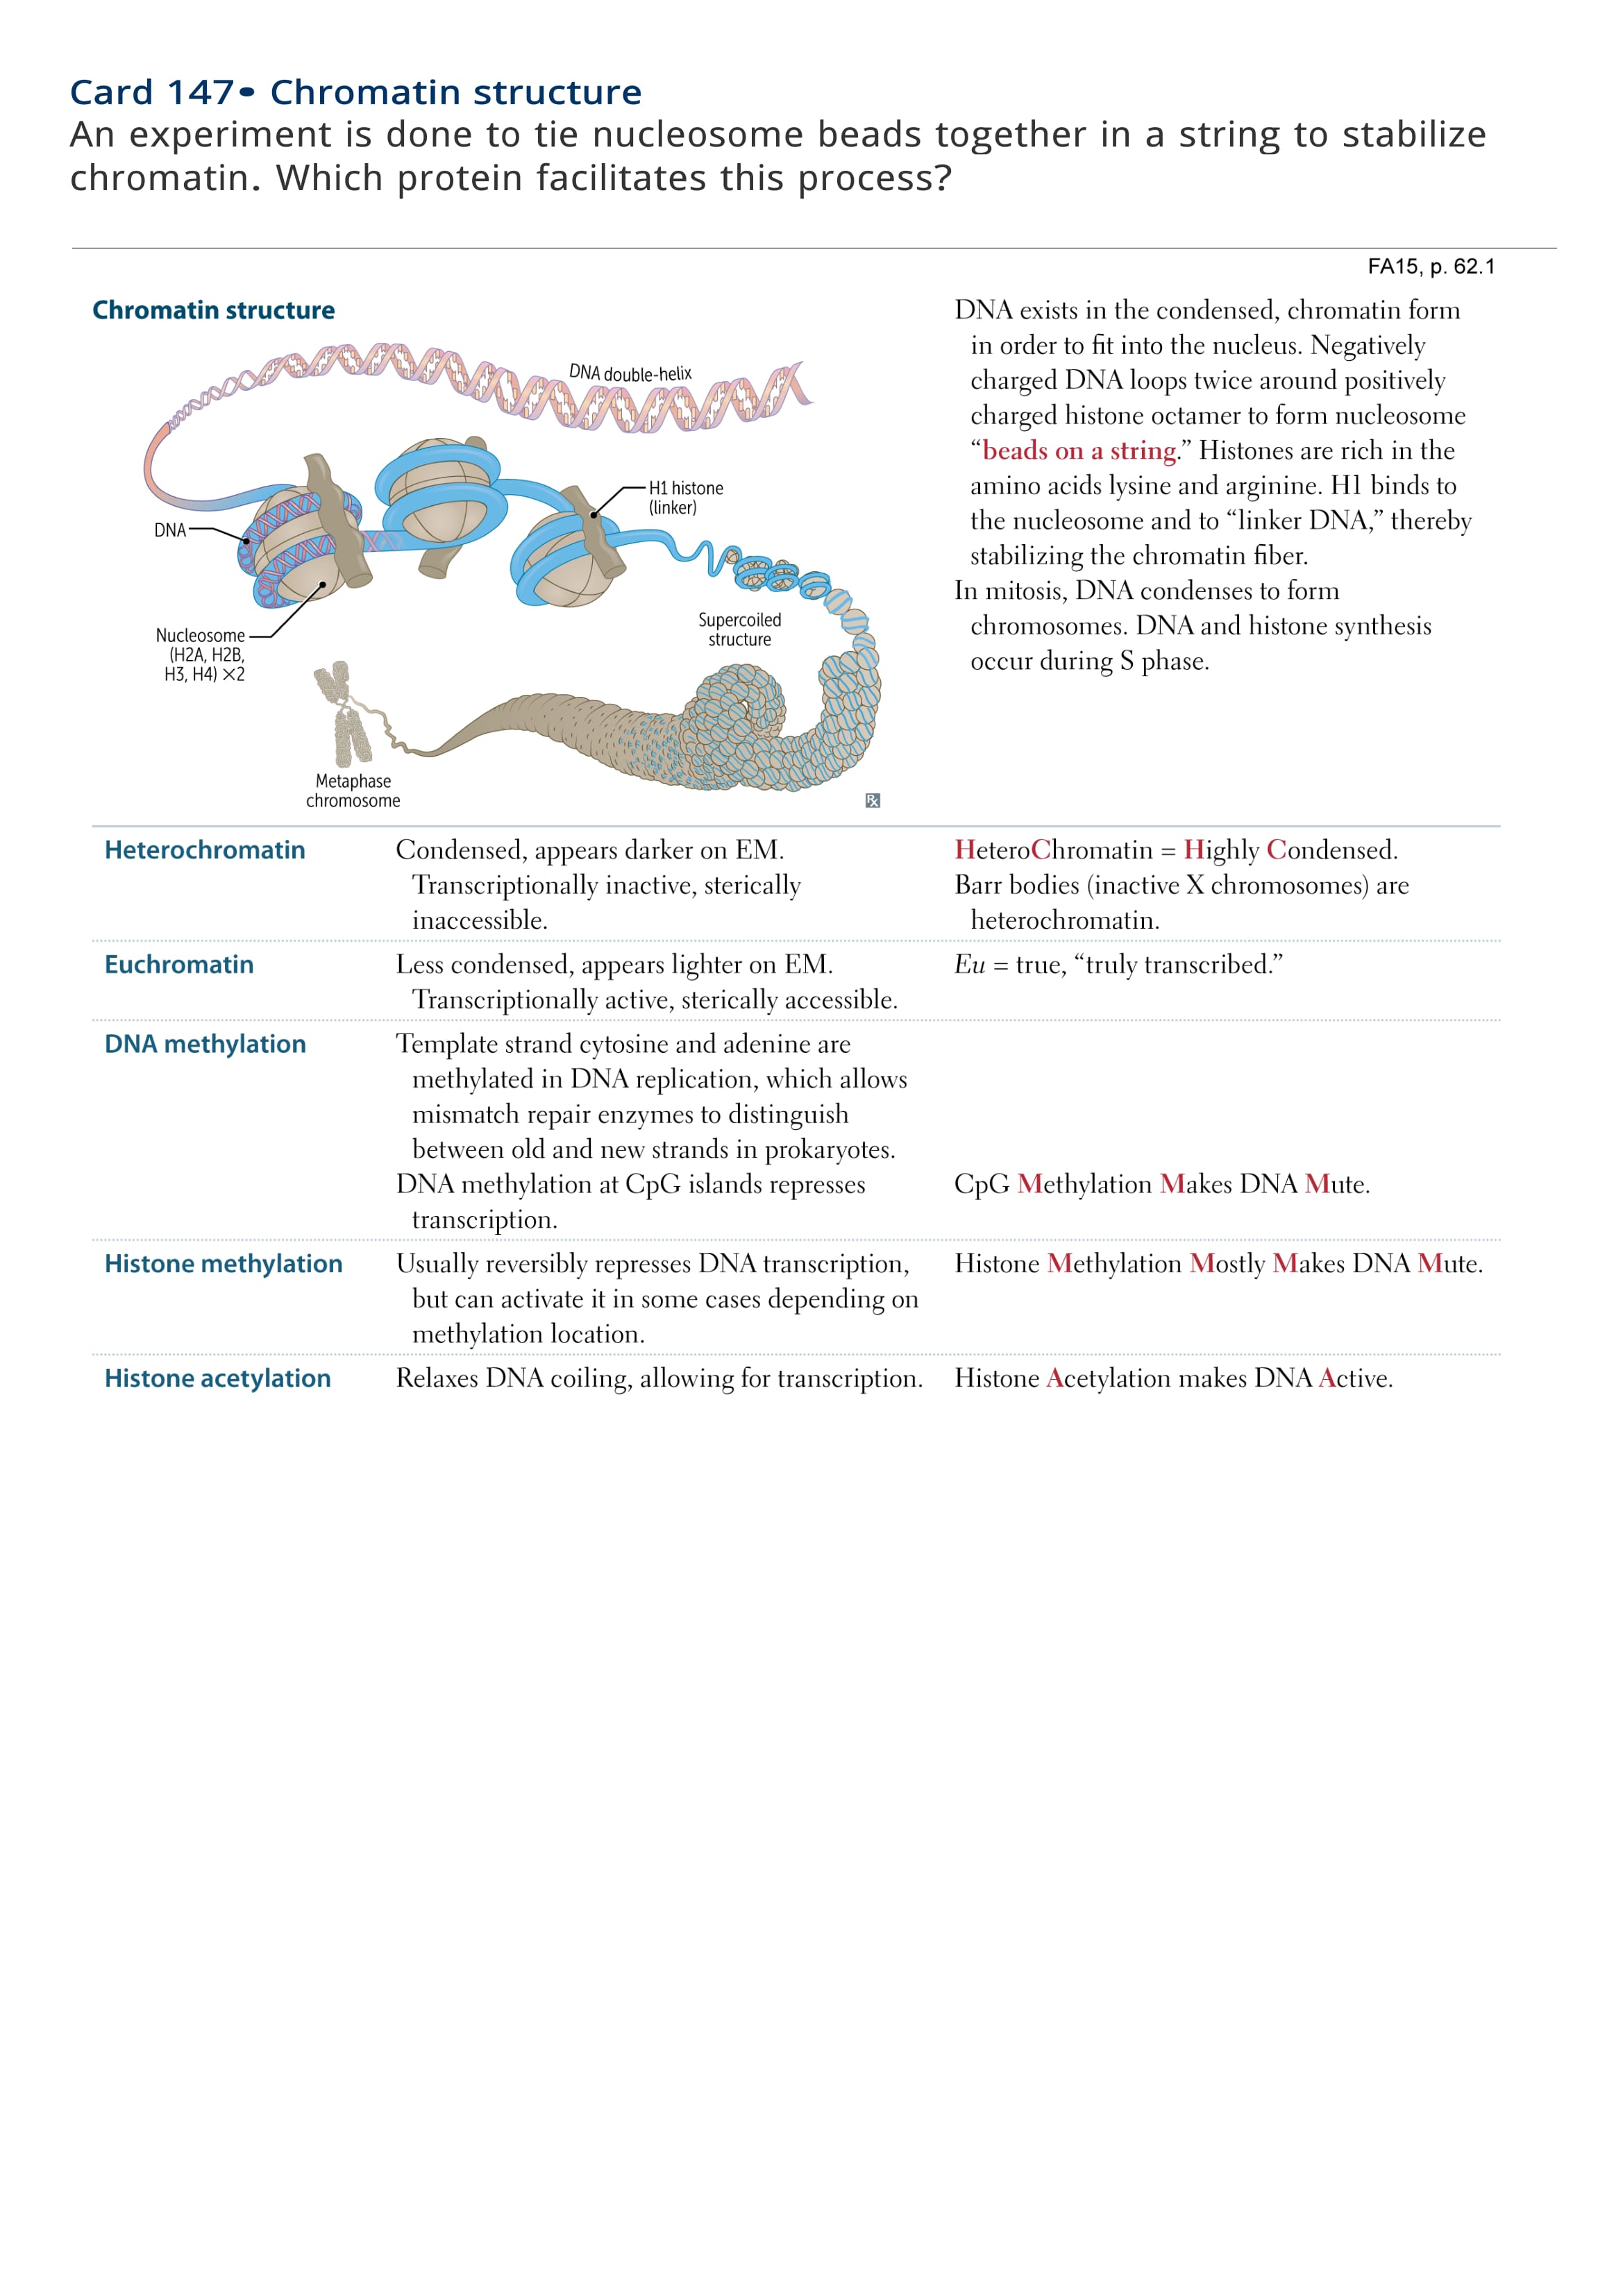 Card 147• Chromatin structure
An experiment is done to tie nucleosome beads together in a string to stabilize
chromatin. Which protein facilitates this process?
FA15, p. 62.1
Chromatin structure
DNA double-helix
H1 histone
(linker)
DNA
Nucleosome
(H2A, H2B,
H3, H4) ×2
Supercoiled
structure
Metaphase
chromosome
Rx
DNA exists in the condensed, chromatin form
in order to fit into the nucleus. Negatively
charged DNA loops twice around positively
charged histone octamer to form nucleosome
“beads on a string.” Histones are rich in the
amino acids lysine and arginine. H1 binds to
the nucleosome and to “linker DNA,” thereby
stabilizing the chromatin fiber.
In mitosis, DNA condenses to form
chromosomes. DNA and histone synthesis
occur during S phase.
Heterochromatin
Condensed, appears darker on EM.
Transcriptionally inactive, sterically
inaccessible.
HeteroChromatin = Highly Condensed.
Barr bodies (inactive X chromosomes) are
heterochromatin.
Euchromatin
Less condensed, appears lighter on EM.
Transcriptionally active, sterically accessible.
Eu = true, “truly transcribed.”
DNA methylation
Template strand cytosine and adenine are
methylated in DNA replication, which allows
mismatch repair enzymes to distinguish
between old and new strands in prokaryotes.
DNA methylation at CpG islands represses
transcription.
CpG Methylation Makes DNA Mute.
Histone methylation
Usually reversibly represses DNA transcription,
but can activate it in some cases depending on
methylation location.
Histone Methylation Mostly Makes DNA Mute.
Histone acetylation
Relaxes DNA coiling, allowing for transcription.
Histone Acetylation makes DNA Active.